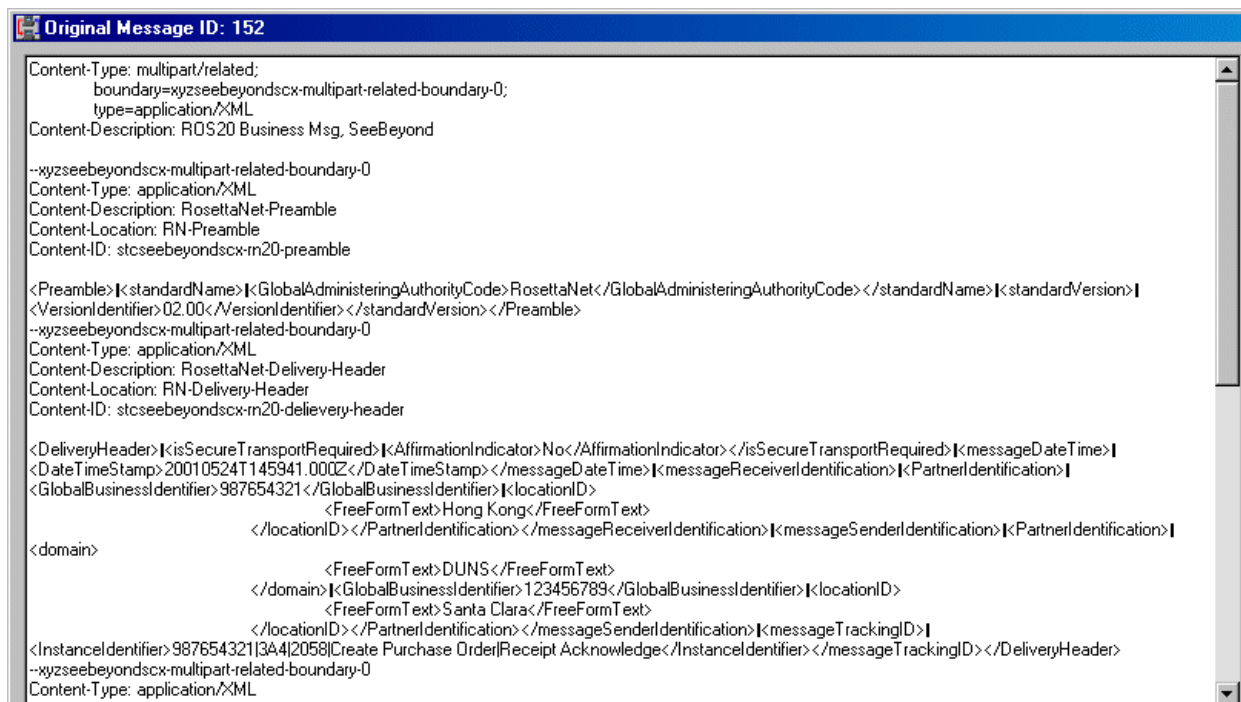 Original Message ID: 152
Content-Type: multipart/related;
boundary=xyzseebeyondscx-multipart-related-boundary-0;
type=application/XML
Content-Description: ROS20 Business Msg, SeeBeyond
--xyzseebeyondscx-multipart-related-boundary-0
Content-Type: application/XML
Content-Description: RosettaNet-Preamble
Content-Location: RN-Preamble
Content-ID: stcseebeyondscx-rn20-preamble
<Preamble>|<standardName>|<GlobalAdministeringAuthorityCode>RosettaNet</GlobalAdministeringAuthorityCode></standardName>|<standardVersion>|
<VersionIdentifier>02.00</VersionIdentifier></standardVersion></Preamble>
--xyzseebeyondscx-multipart-related-boundary-0
Content-Type: application/XML
Content-Description: RosettaNet-Delivery-Header
Content-Location: RN-Delivery-Header
Content-ID: stcseebeyondscx-rn20-delievery-header
<DeliveryHeader>|<isSecureTransportRequired>|<AffirmationIndicator>No</AffirmationIndicator></isSecureTransportRequired>|<messageDateTime>|
<DateTimeStamp>20010524T145941.000Z</DateTimeStamp></messageDateTime>|<messageReceiverIdentification>|<PartnerIdentification>|
<GlobalBusinessIdentifier>987654321</GlobalBusinessIdentifier>|<locationID>
<FreeFormText>Hong Kong</FreeFormText>
</locationID></PartnerIdentification></messageReceiverIdentification>|<messageSenderIdentification>|<PartnerIdentification>|
<domain>
<FreeFormText>DUNS</FreeFormText>
</domain>|<GlobalBusinessIdentifier>123456789</GlobalBusinessIdentifier>|<locationID>
<FreeFormText>Santa Clara</FreeFormText>
</locationID></PartnerIdentification></messageSenderIdentification>|<messageTrackingID>|
<InstanceIdentifier>987654321|3A4|2058|Create Purchase Order|Receipt Acknowledge</InstanceIdentifier></messageTrackingID></DeliveryHeader>
--xyzseebeyondscx-multipart-related-boundary-0
Content-Type: application/XML